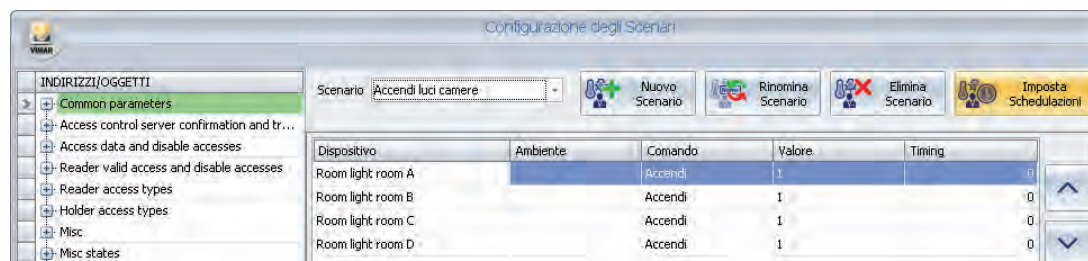 Configurazione degli Scenari
VIMAR
INDIRIZZI/OGGETTI
Common parameters
Access control server confirmation and tr...
Access data and disable accesses
Reader valid access and disable accesses
Reader access types
Holder access types
Misc
Misc states
Scenario Accendi luci camere
Nuovo
Scenario
Rinomina
Scenario
Elimina
Scenario
Imposta
Schedulazioni
Dispositivo Ambiente Comando Valore Timing
Room light room A Accendi 1 0
Room light room B Accendi 1 0
Room light room C Accendi 1 0
Room light room D Accendi 1 0